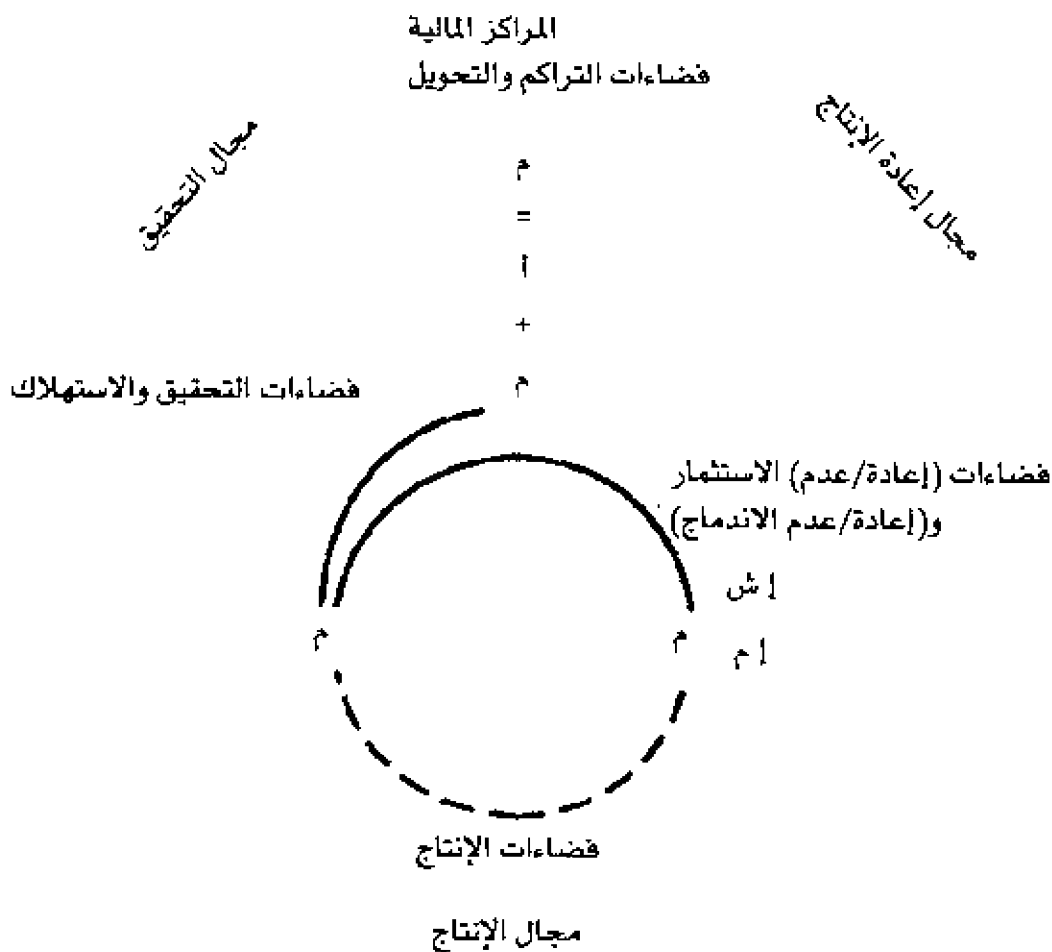 المراكز المالية
فضاءات التراكم والتحويل
مجال إعادة الإنتاج
مجال التحقيق
م
=
أ
+
م
فضاءات التحقيق والاستهلاك
فضاءات (إعادة/عدم) الاستثمار
و((إعادة/عدم الاندماج)
إ ش
م
م
إ م
فضاءات الإنتاج
مجال الإنتاج